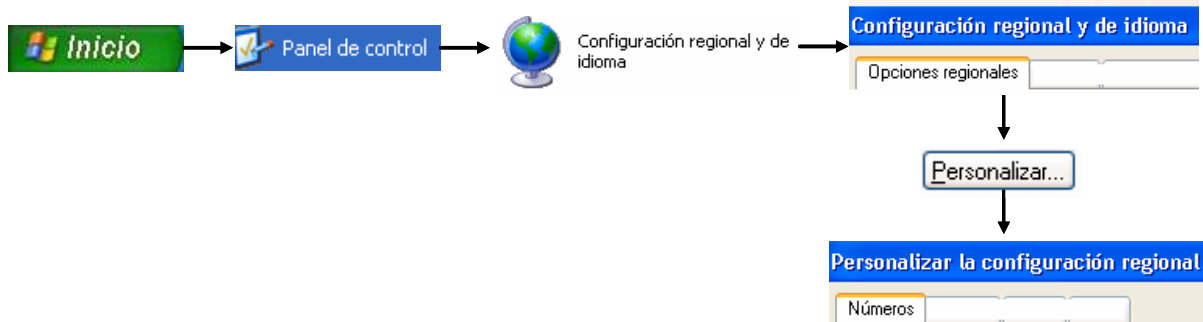 Inicio
Panel de control
Configuración regional y de
idioma
Configuración regional y de idioma
Opciones regionales
Personalizar...
Personalizar la configuración regional
Números